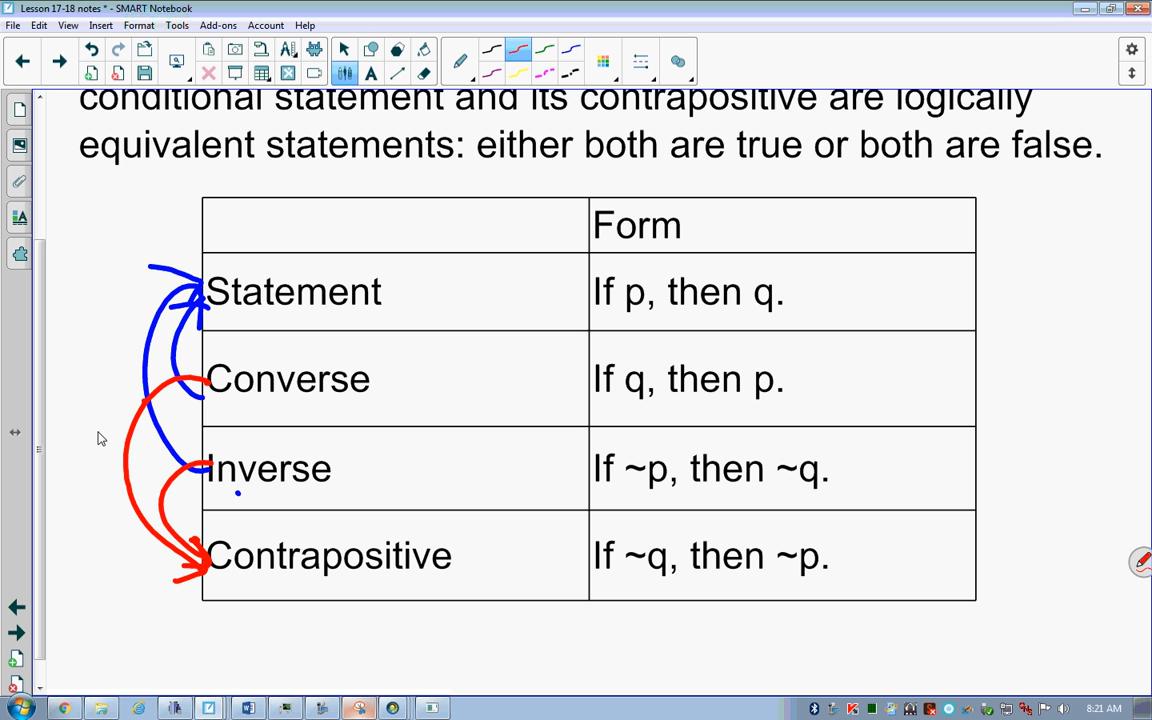 Lesson 17-18 notes * - SMART Notebook
File Edit View Insert Format Tools Add-ons Account Help
conditional statement and its contrapositive are logically
equivalent statements: either both are true or both are false.
Form
Statement If p, then q.
Converse If q, then p.
Inverse If ~p, then ~q.
Contrapositive If ~q, then ~p.
8:21 AM